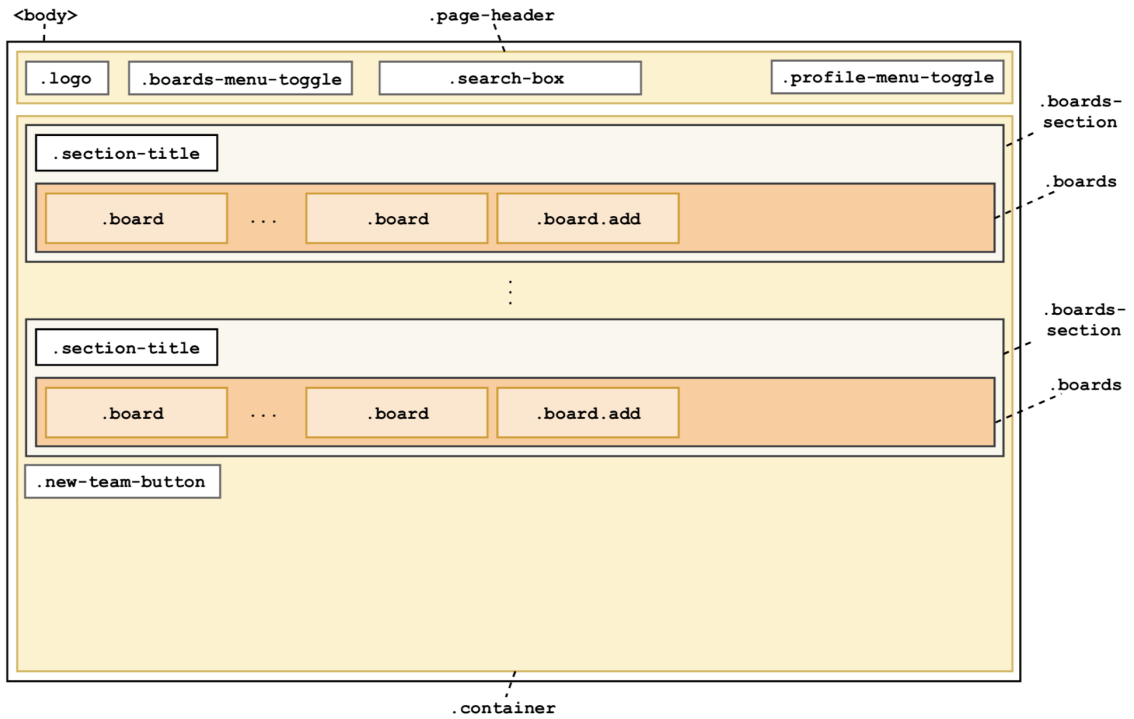 <body>
.page-header
.logo
.boards-menu-toggle
.search-box
.profile-menu-toggle
.boards-
section
.section-title
.boards
.board
...
.board
.board.add
...
.boards-
section
.section-title
.boards
.board
...
.board
.board.add
.new-team-button
.container